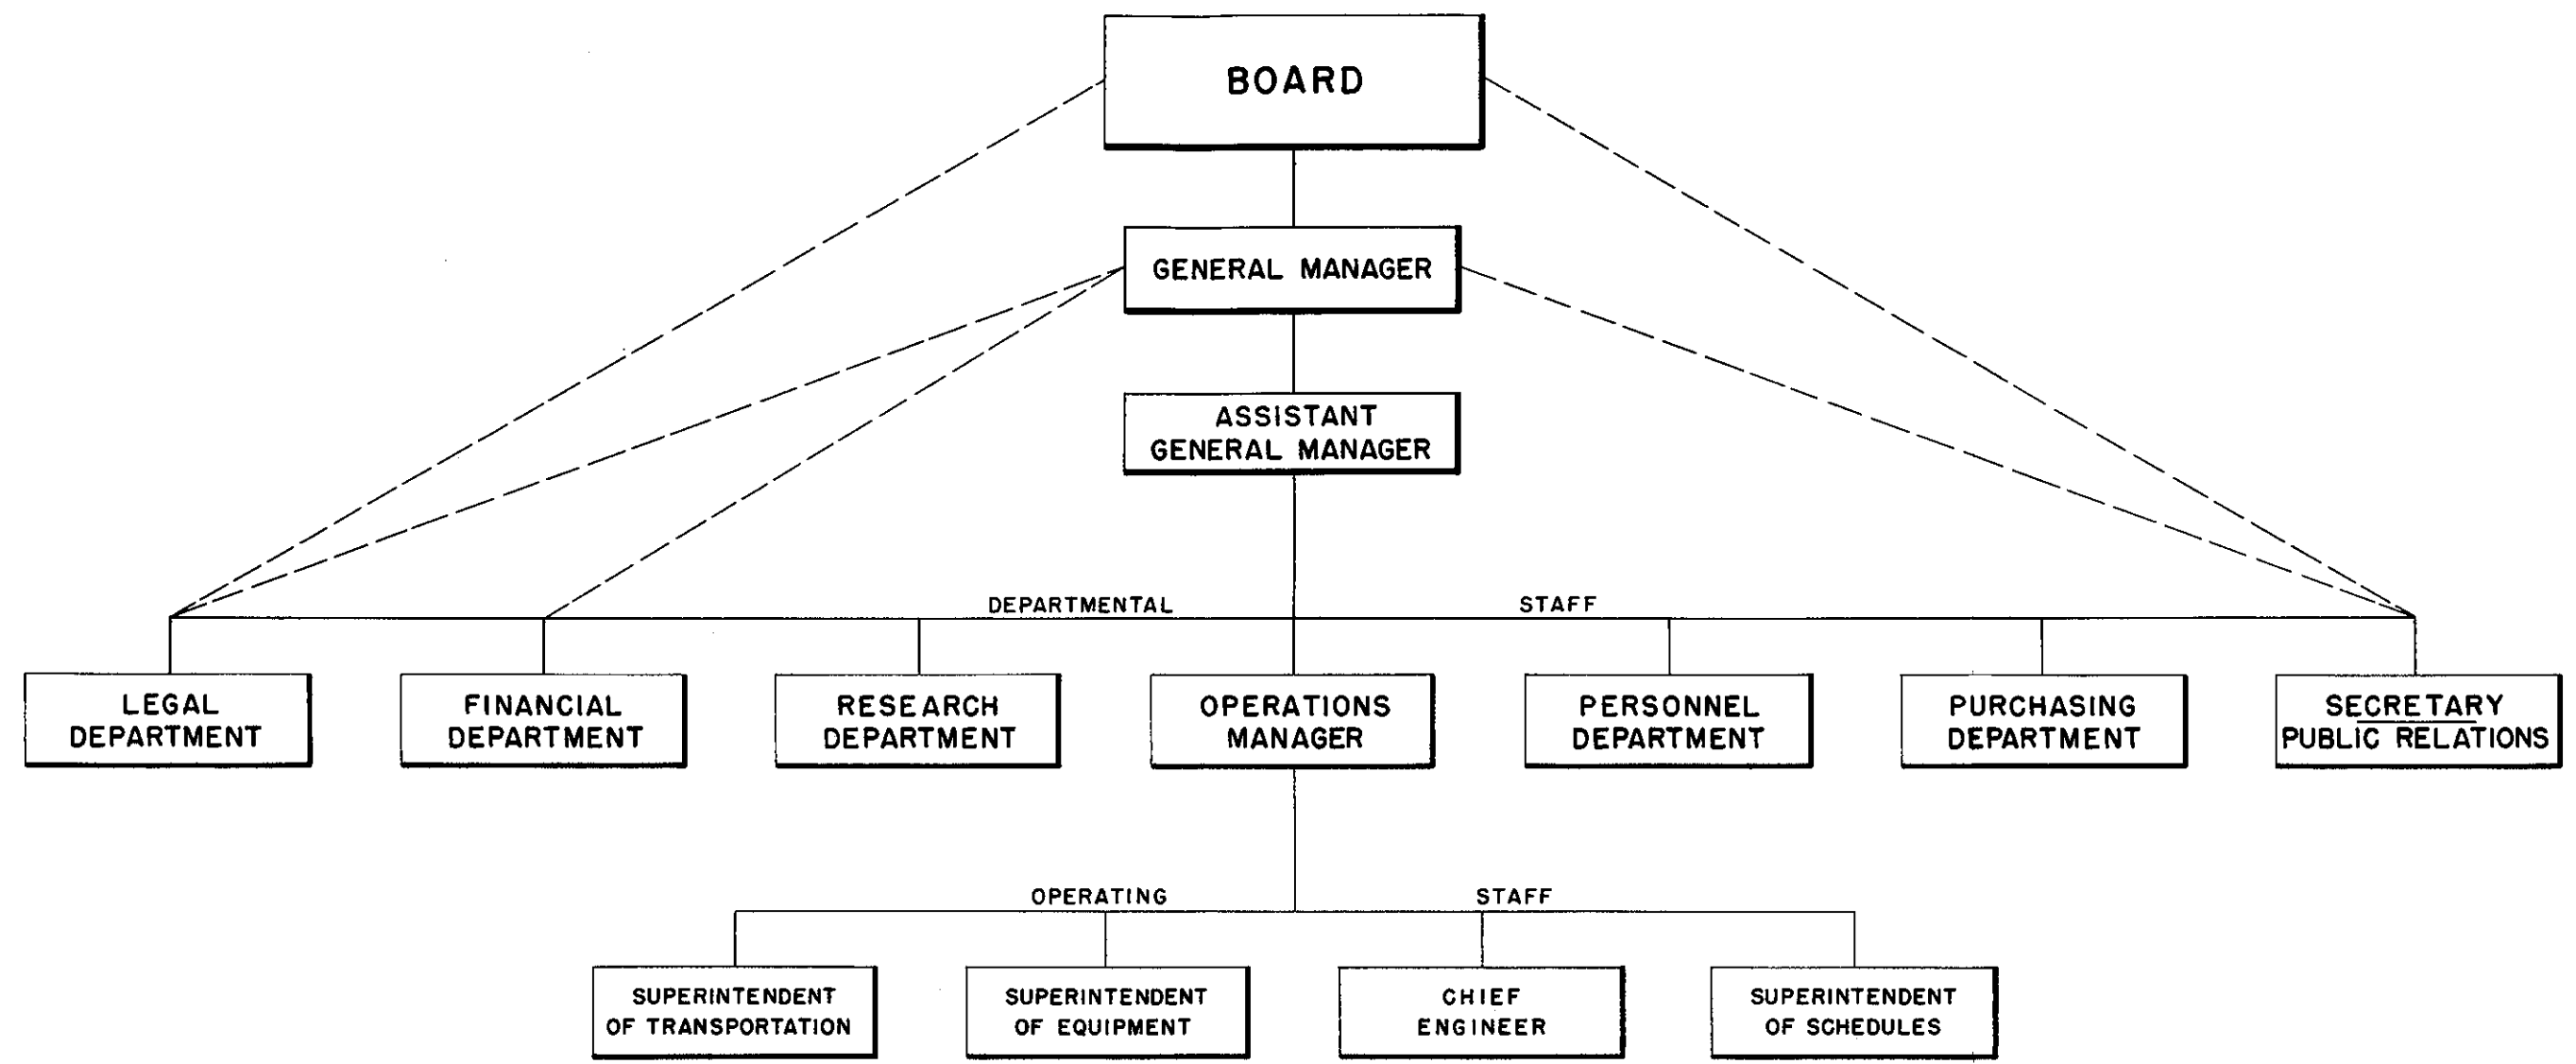 BOARD
GENERAL MANAGER
ASSISTANT
GENERAL MANAGER
DEPARTMENTAL STAFF
LEGAL
DEPARTMENT
FINANCIAL
DEPARTMENT
RESEARCH
DEPARTMENT
OPERATIONS
MANAGER
PERSONNEL
DEPARTMENT
PURCHASING
DEPARTMENT
SECRETARY
PUBLIC RELATIONS
OPERATING STAFF
SUPERINTENDENT
OF TRANSPORTATION
SUPERINTENDENT
OF EQUIPMENT
CHIEF
ENGINEER
SUPERINTENDENT
OF SCHEDULES